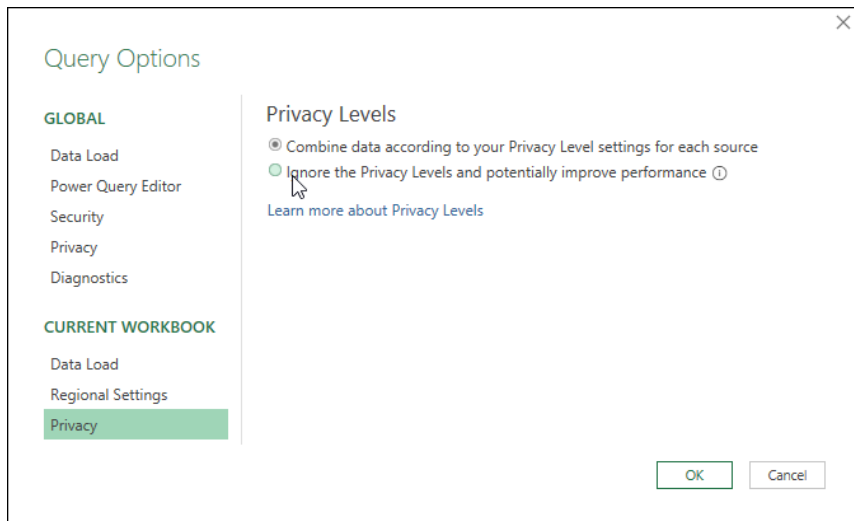 Query Options
GLOBAL
Data Load
Power Query Editor
Security
Privacy
Diagnostics
CURRENT WORKBOOK
Data Load
Regional Settings
Privacy
Privacy Levels
Combine data according to your Privacy Level settings for each source
Ignore the Privacy Levels and potentially improve performance
Learn more about Privacy Levels
OK
Cancel